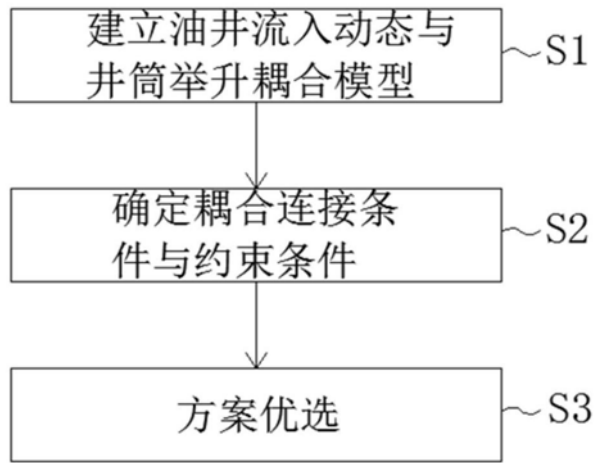 建立油井流入动态与
井筒举升耦合模型
S1
确定耦合连接条
件与约束条件
S2
方案优选
S3